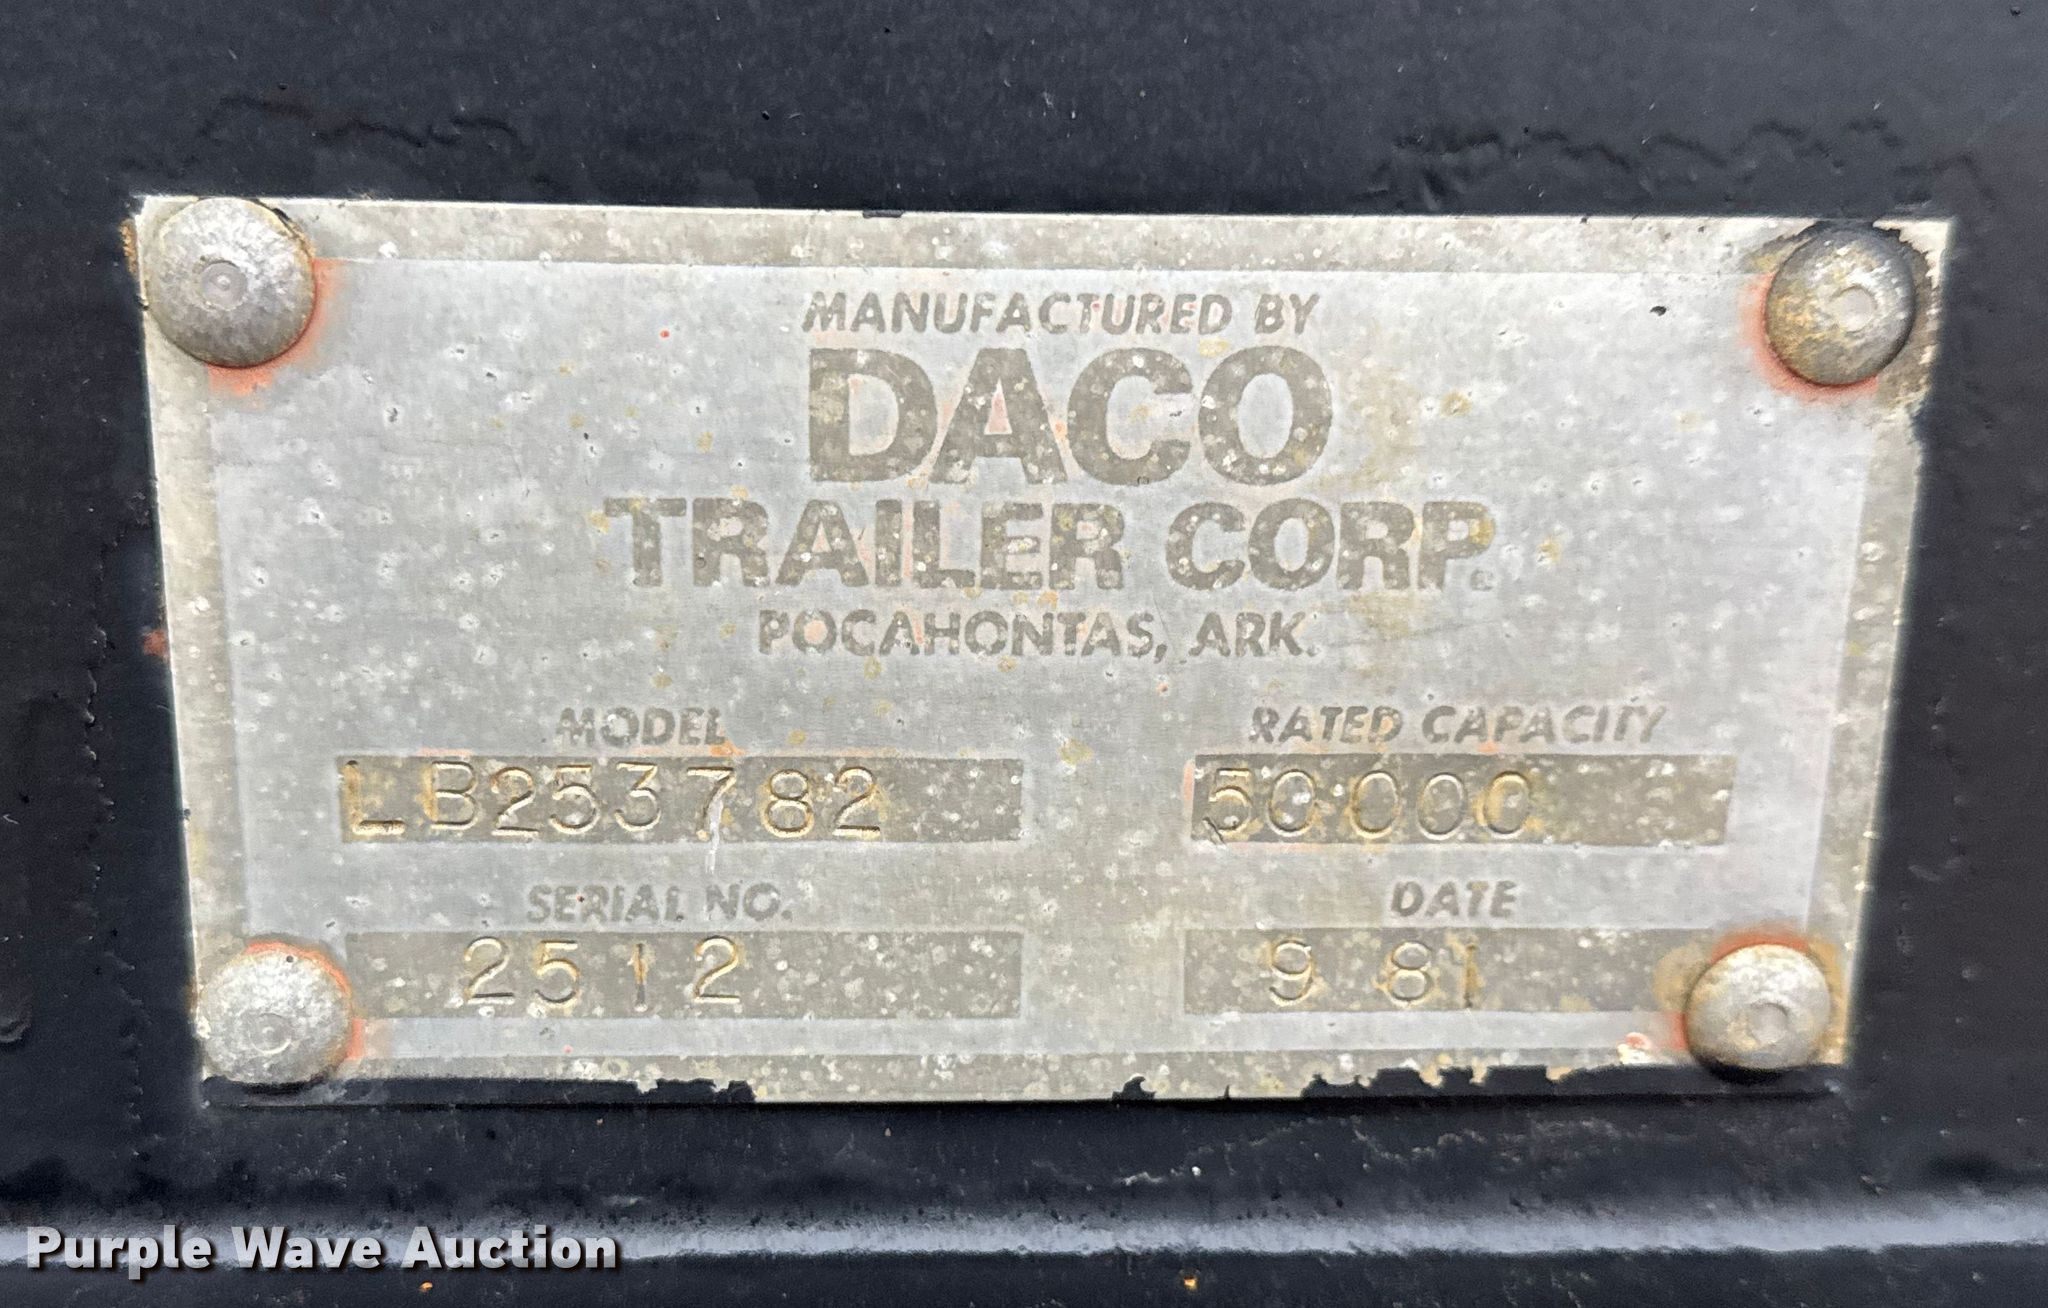 MANUFACTURED BY
DACO
TRAILER CORP.
POCAHONTAS, ARK.
MODEL
LB253782
RATED CAPACITY
50000
SERIAL NO.
2512
DATE
9 81
Purple Wave Auction